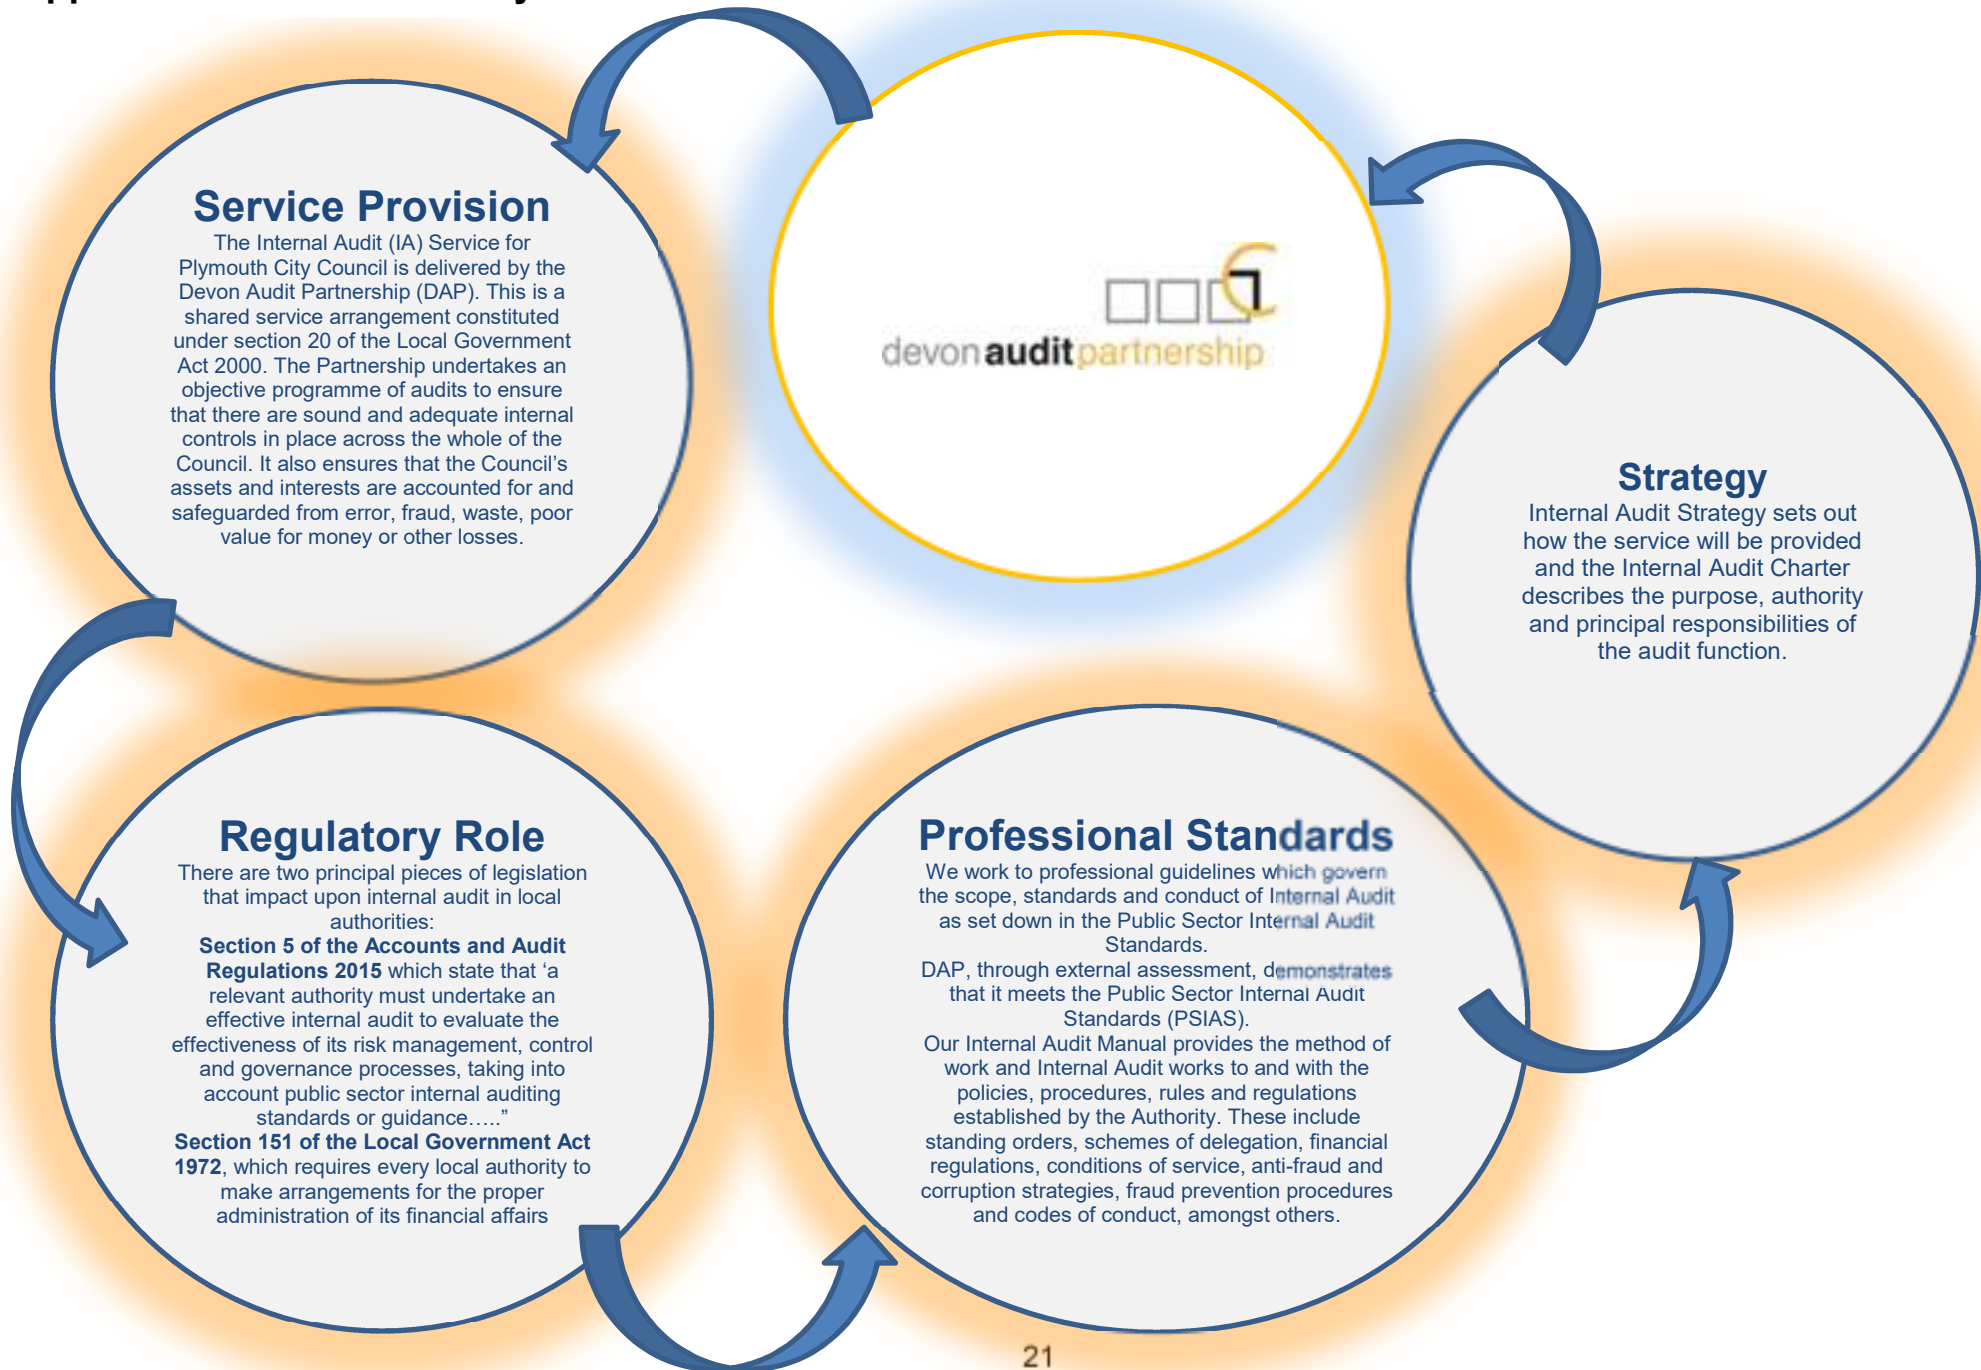 devonauditpartnership
Service Provision
The Internal Audit (IA) Service for
Plymouth City Council is delivered by the
Devon Audit Partnership (DAP). This is a
shared service arrangement constituted
under section 20 of the Local Government
Act 2000. The Partnership undertakes an
objective programme of audits to ensure
that there are sound and adequate internal
controls in place across the whole of the
Council. It also ensures that the Council’s
assets and interests are accounted for and
safeguarded from error, fraud, waste, poor
value for money or other losses.
Regulatory Role
There are two principal pieces of legislation
that impact upon internal audit in local
authorities:
Section 5 of the Accounts and Audit
Regulations 2015 which state that ‘a
relevant authority must undertake an
effective internal audit to evaluate the
effectiveness of its risk management, control
and governance processes, taking into
account public sector internal auditing
standards or guidance…..”
Section 151 of the Local Government Act
1972, which requires every local authority to
make arrangements for the proper
administration of its financial affairs
Professional Standards
We work to professional guidelines which govern
the scope, standards and conduct of Internal Audit
as set down in the Public Sector Internal Audit
Standards.
DAP, through external assessment, demonstrates
that it meets the Public Sector Internal Audit
Standards (PSIAS).
Our Internal Audit Manual provides the method of
work and Internal Audit works to and with the
policies, procedures, rules and regulations
established by the Authority. These include
standing orders, schemes of delegation, financial
regulations, conditions of service, anti-fraud and
corruption strategies, fraud prevention procedures
and codes of conduct, amongst others.
Strategy
Internal Audit Strategy sets out
how the service will be provided
and the Internal Audit Charter
describes the purpose, authority
and principal responsibilities of
the audit function.
21